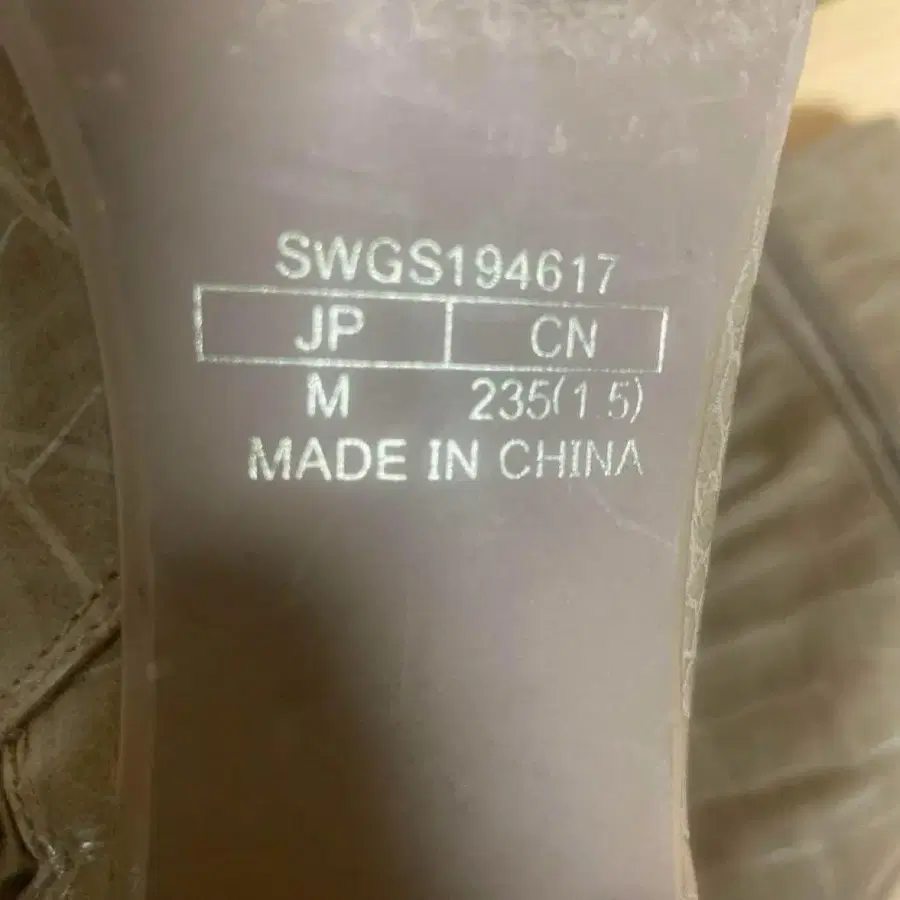 SWGS194617
JP CN
M 235(1.5)
MADE IN CHINA